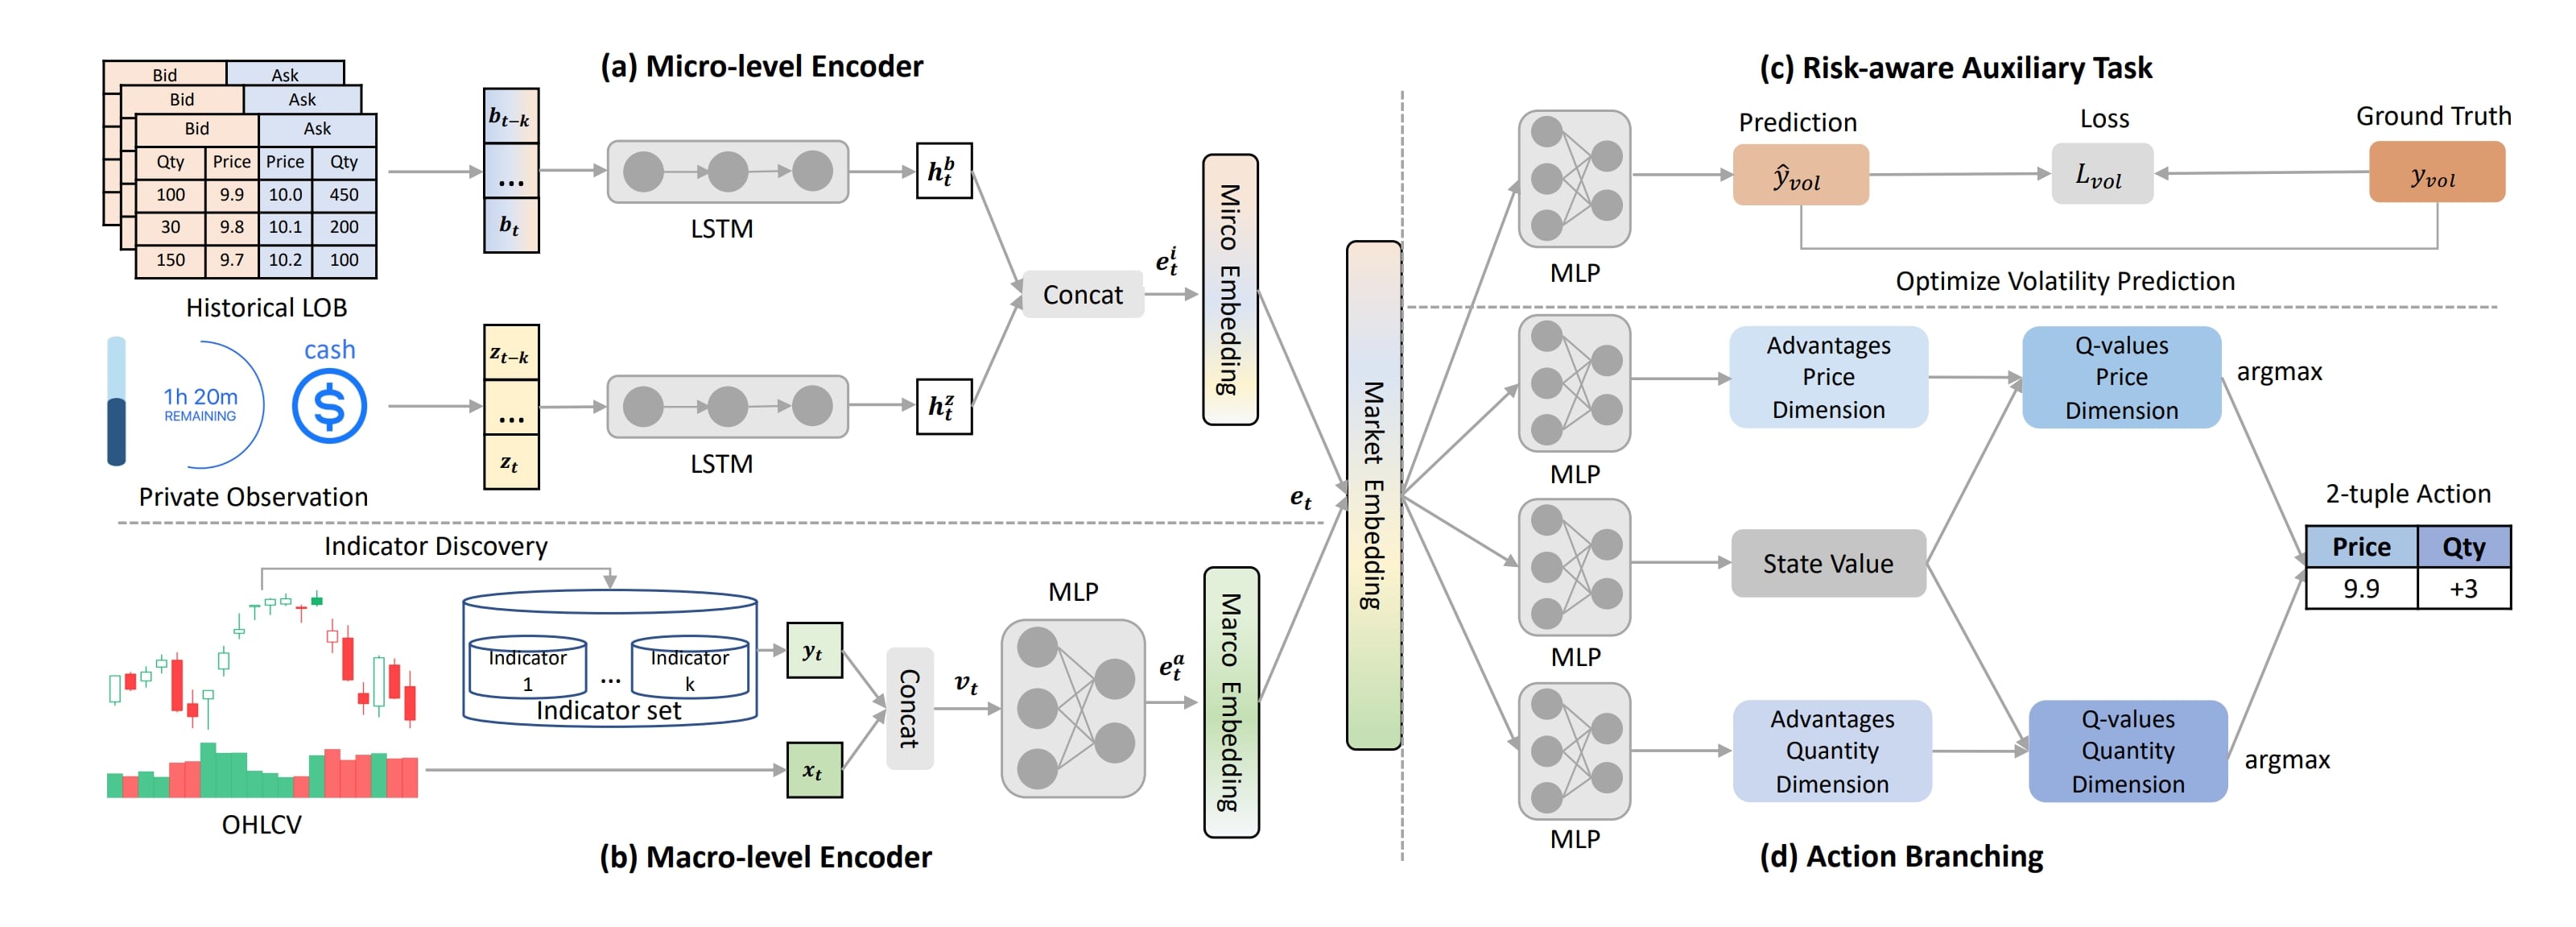 (a) Micro-level Encoder
Bid Ask
Bid Ask
Bid Ask
Qty Price Price Qty
100 9.9 10.0 450
30 9.8 10.1 200
150 9.7 10.2 100
Historical LOB
b_{t-k}
...
b_t
LSTM
h_t^b
cash
1h 20m
REMAINING
$
Private Observation
z_{t-k}
...
z_t
LSTM
h_t^z
Concat
e_t^i
Mirco Embedding
Indicator Discovery
OHLCV
Indicator
1
...
Indicator
k
Indicator set
y_t
x_t
Concat
v_t
MLP
e_t^a
Marco Embedding
(b) Macro-level Encoder
e_t
Market Embedding
(c) Risk-aware Auxiliary Task
MLP
Prediction
ŷ_{vol}
Loss
L_{vol}
Ground Truth
y_{vol}
Optimize Volatility Prediction
MLP
Advantages
Price
Dimension
Q-values
Price
Dimension
argmax
MLP
State Value
MLP
Advantages
Quantity
Dimension
Q-values
Quantity
Dimension
argmax
2-tuple Action
Price Qty
9.9 +3
(d) Action Branching